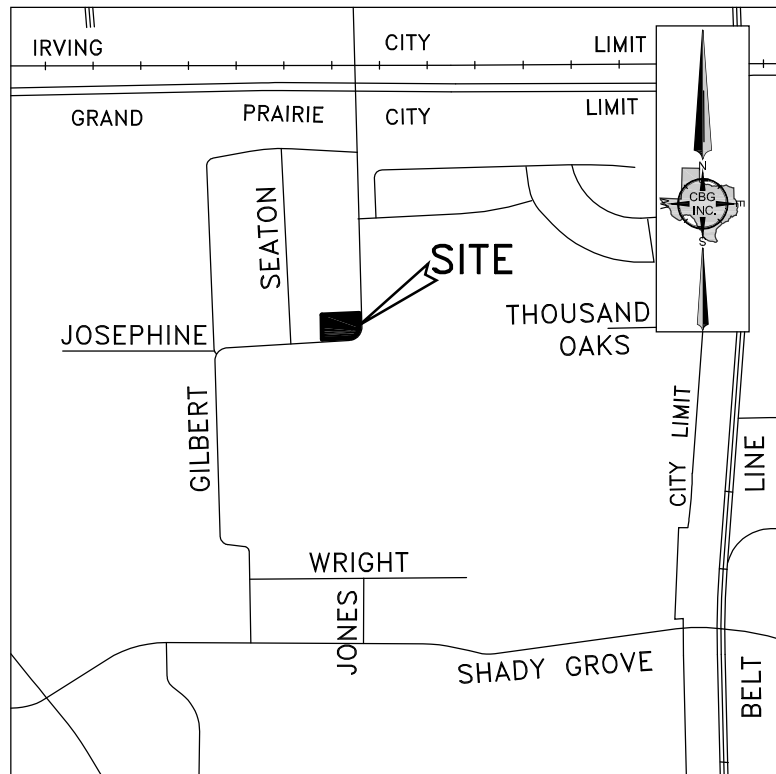 IRVING CITY LIMIT
GRAND PRAIRIE CITY LIMIT
N
W CBG E
INC.
S
SEATON
SITE
THOUSAND
OAKS
JOSEPHINE
GILBERT
CITY LIMIT
LINE
WRIGHT
JONES
SHADY GROVE
BELT